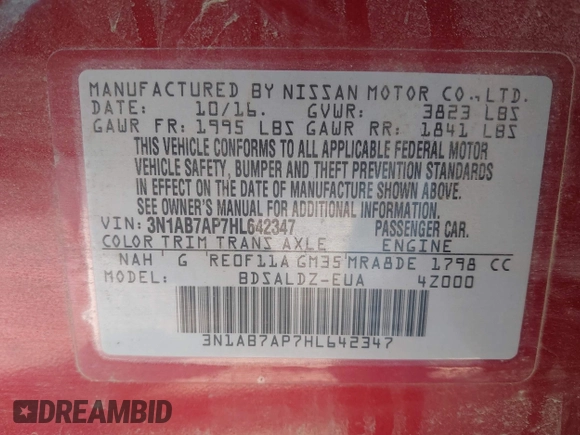 MANUFACTURED BY NISSAN MOTOR CO., LTD.
DATE: 10/16. GVWR: 3823 LBS
GAWR FR: 1995 LBS GAWR RR: 1841 LBS
THIS VEHICLE CONFORMS TO ALL APPLICABLE FEDERAL MOTOR
VEHICLE SAFETY, BUMPER AND THEFT PREVENTION STANDARDS
IN EFFECT ON THE DATE OF MANUFACTURE SHOWN ABOVE.
SEE OWNER'S MANUAL FOR ADDITIONAL INFORMATION.
VIN: 3N1AB7AP7HL642347 PASSENGER CAR.
COLOR TRIM TRANS AXLE ENGINE
NAH G RE0F11A GM35 MRA8DE 1798 CC
MODEL: BDSALDZ-EUA 4Z000
3N1AB7AP7HL642347
DREAMBID